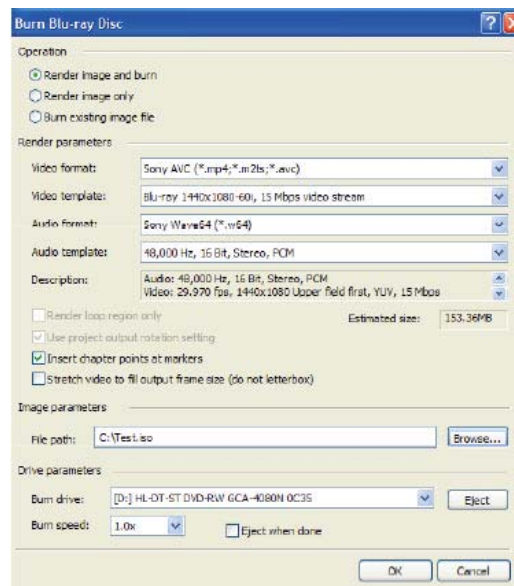 Burn Blu-ray Disc
Operation
Render image and burn
Render image only
Burn existing image file
Render parameters
Video format: Sony AVC (*.mp4;*.m2ts;*.avc)
Video template: Blu-ray 1440x1080-60i, 15 Mbps video stream
Audio format: Sony Wave64 (*.w64)
Audio template: 48,000 Hz, 16 Bit, Stereo, PCM
Description: Audio: 48,000 Hz, 16 Bit, Stereo, PCM
Video: 29.970 fps, 1440x1080 Upper field first, YUV, 15 Mbps
Render loop region only Estimated size: 153.36MB
Use project output rotation setting
Insert chapter points at markers
Stretch video to fill output frame size (do not letterbox)
Image parameters
File path: C:\Test.iso Browse...
Drive parameters
Burn drive: [D:] HL-DT-ST DVD-RW GCA-4080N 0C35 Eject
Burn speed: 1.0x Eject when done
OK Cancel